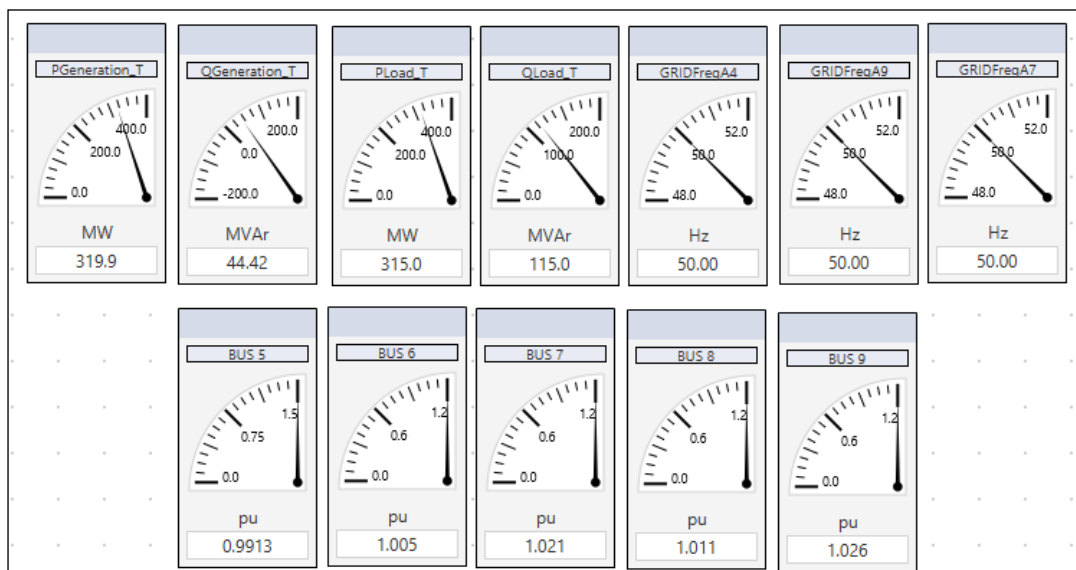 PGeneration_T
400.0
200.0
0.0
MW
319.9
QGeneration_T
200.0
0.0
-200.0
MVAr
44.42
PLoad_T
400.0
200.0
0.0
MW
315.0
QLoad_T
200.0
100.0
0.0
MVAr
115.0
GRIDFreqA4
52.0
50.0
48.0
Hz
50.00
GRIDFreqA9
52.0
50.0
48.0
Hz
50.00
GRIDFreqA7
52.0
50.0
48.0
Hz
50.00
BUS 5
1.5
0.75
0.0
pu
0.9913
BUS 6
1.2
0.6
0.0
pu
1.005
BUS 7
1.2
0.6
0.0
pu
1.021
BUS 8
1.2
0.6
0.0
pu
1.011
BUS 9
1.2
0.6
0.0
pu
1.026